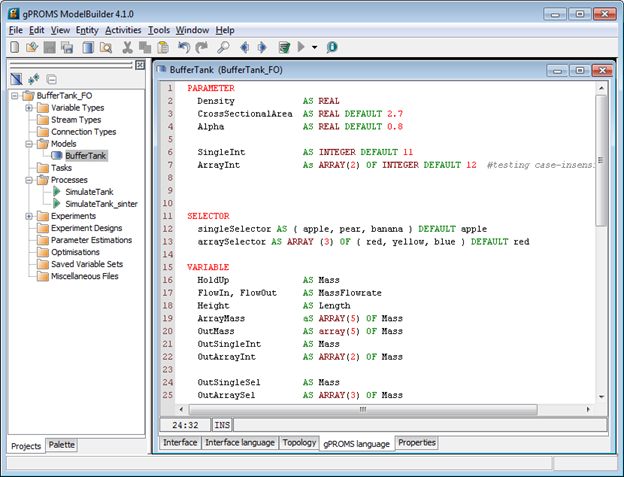 gPROMS ModelBuilder 4.1.0
File Edit View Entity Activities Tools Window Help
BufferTank_FO
Variable Types
Stream Types
Connection Types
Models
BufferTank
Tasks
Processes
SimulateTank
SimulateTank_sinter
Experiments
Experiment Designs
Parameter Estimations
Optimisations
Saved Variable Sets
Miscellaneous Files
Projects Palette
BufferTank (BufferTank_FO)
1 PARAMETER
2 Density AS REAL
3 CrossSectionalArea AS REAL DEFAULT 2.7
4 Alpha AS REAL DEFAULT 0.8
5
6 SingleInt AS INTEGER DEFAULT 11
7 ArrayInt As ARRAY(2) OF INTEGER DEFAULT 12 #testing case-insens
8
9
10
11 SELECTOR
12 singleSelector AS ( apple, pear, banana ) DEFAULT apple
13 arraySelector AS ARRAY (3) OF ( red, yellow, blue ) DEFAULT red
14
15 VARIABLE
16 HoldUp AS Mass
17 FlowIn, FlowOut AS MassFlowrate
18 Height AS Length
19 ArrayMass aS ARRAY(5) OF Mass
20 OutMass AS array(5) OF Mass
21 OutSingleInt AS Mass
22 OutArrayInt AS ARRAY(2) OF Mass
23
24 OutSingleSel AS Mass
25 OutArraySel AS ARRAY(3) OF Mass
24:32 INS
Interface Interface language Topology gPROMS language Properties